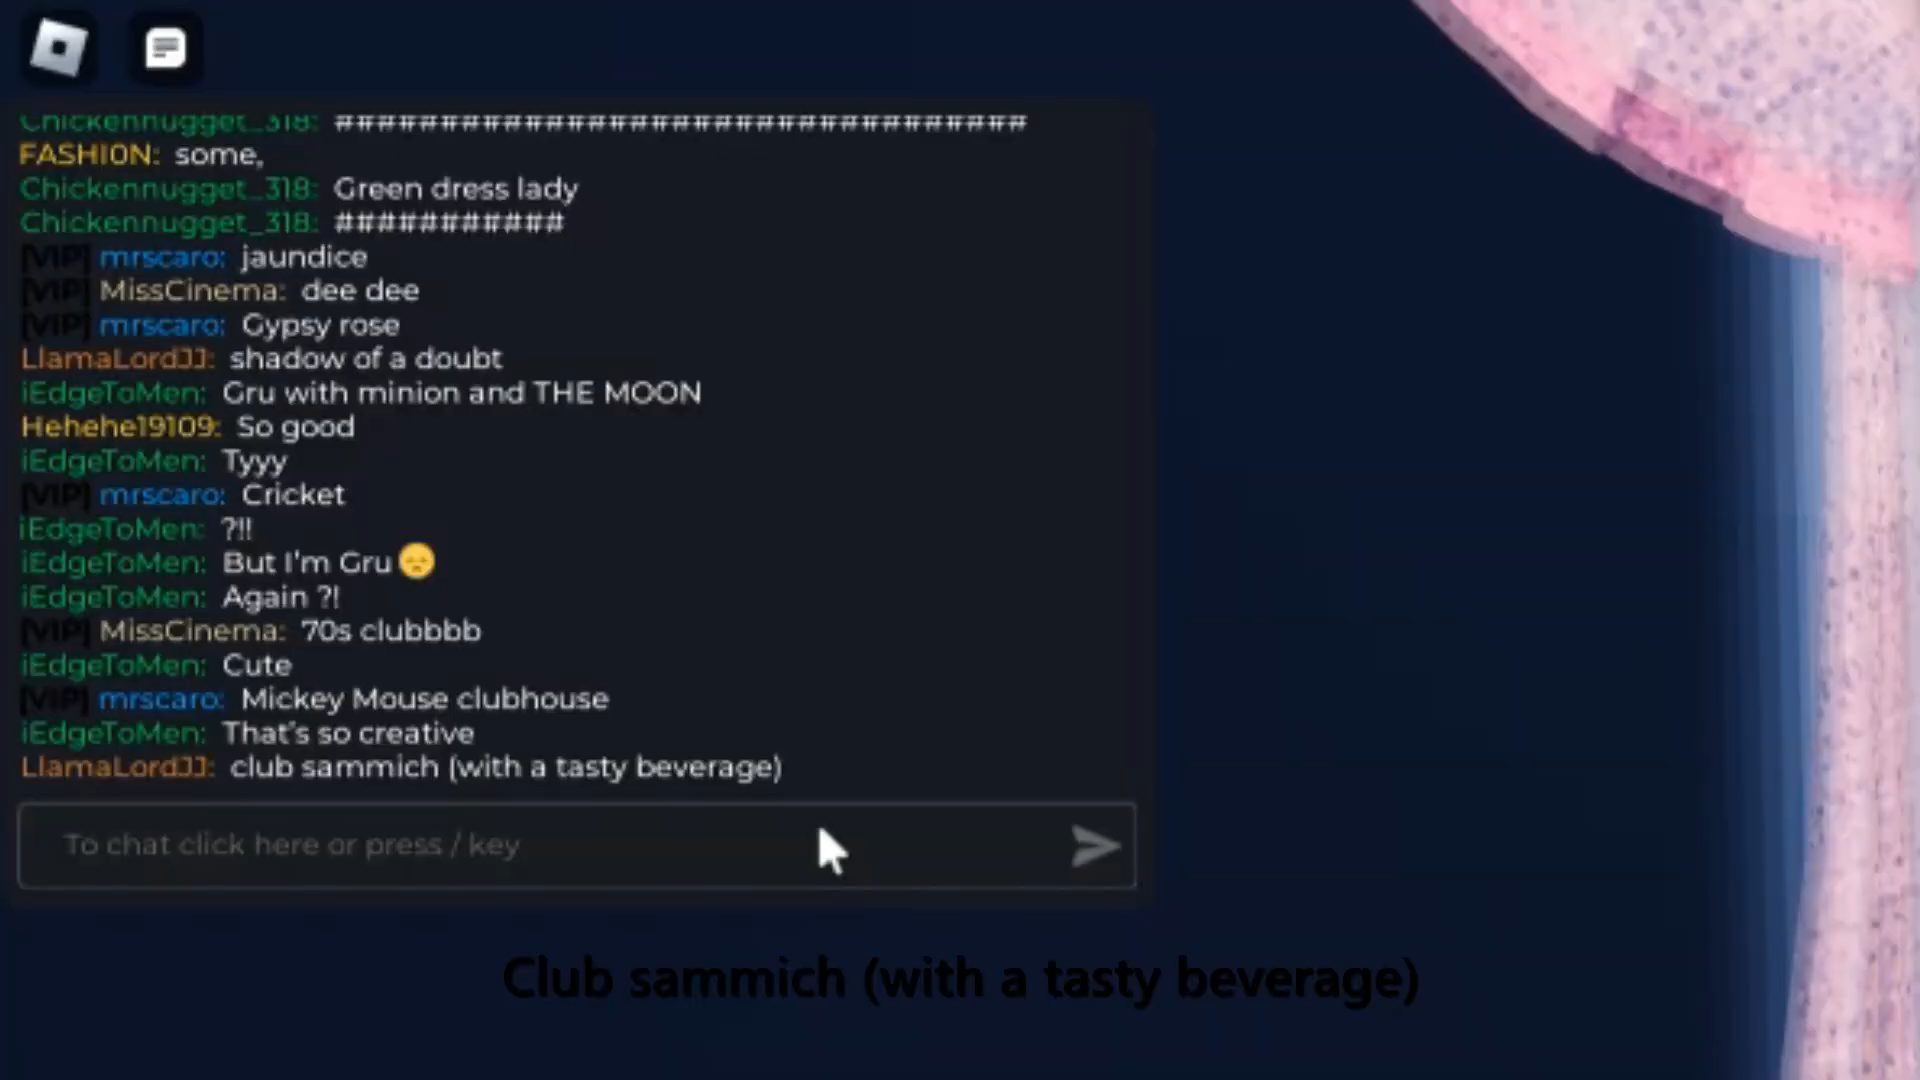 Chickennugget_318: #################################
FASHI0N: some,
Chickennugget_318: Green dress lady
Chickennugget_318: ###########
[VIP] mrscaro: jaundice
[VIP] MissCinema: dee dee
[VIP] mrscaro: Gypsy rose
LlamaLordJJ: shadow of a doubt
iEdgeToMen: Gru with minion and THE MOON
Hehehe19109: So good
iEdgeToMen: Tyyy
[VIP] mrscaro: Cricket
iEdgeToMen: ?!!
iEdgeToMen: But I'm Gru 😞
iEdgeToMen: Again ?!
[VIP] MissCinema: 70s clubbbb
iEdgeToMen: Cute
[VIP] mrscaro: Mickey Mouse clubhouse
iEdgeToMen: That's so creative
LlamaLordJJ: club sammich (with a tasty beverage)
To chat click here or press / key
Club sammich (with a tasty beverage)